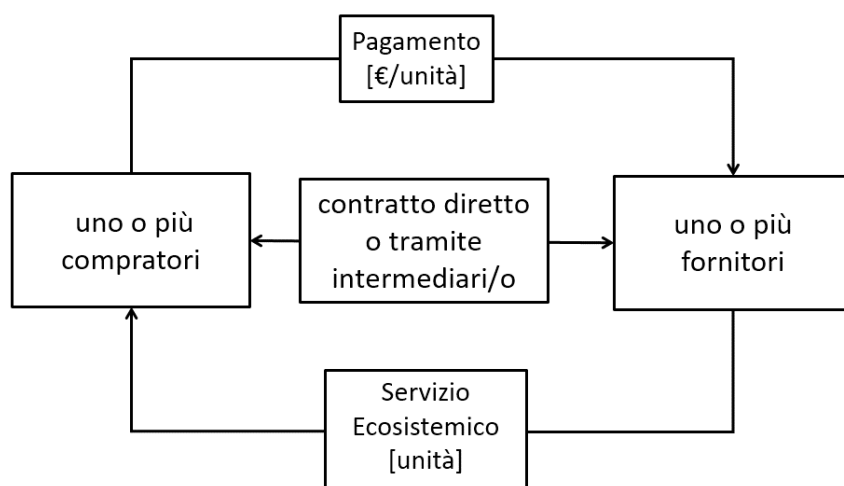 Pagamento
[€/unità]
uno o più
compratori
contratto diretto
o tramite
intermediari/o
uno o più
fornitori
Servizio
Ecosistemico
[unità]